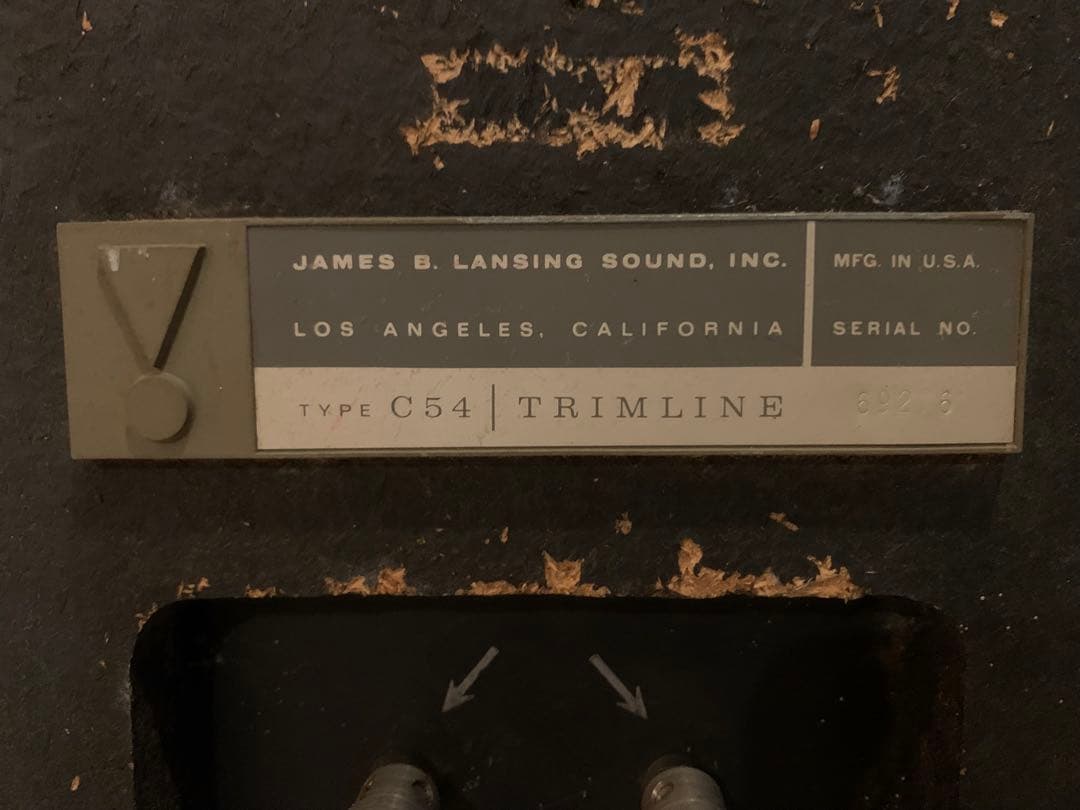 JAMES B. LANSING SOUND, INC.
LOS ANGELES, CALIFORNIA
MFG. IN U.S.A.
SERIAL NO.
TYPE C54 | TRIMLINE